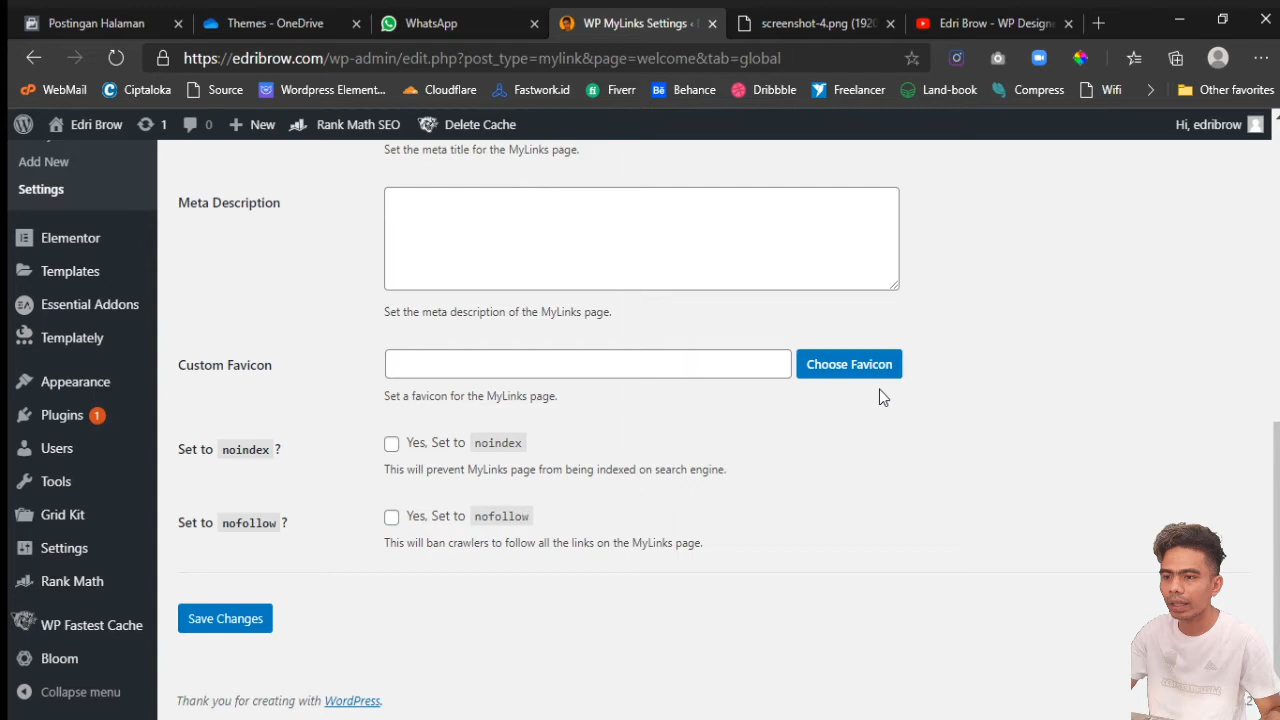 Postingan Halaman
Themes - OneDrive
WhatsApp
WP MyLinks Settings ‹
screenshot-4.png (192
Edri Brow - WP Design
https://edribrow.com/wp-admin/edit.php?post_type=mylink&page=welcome&tab=global
WebMail
Ciptaloka
Source
Wordpress Element...
Cloudflare
Fastwork.id
Fiverr
Behance
Dribbble
Freelancer
Land-book
Compress
Wifi
Other favorites
Edri Brow
1
0
New
Rank Math SEO
Delete Cache
Hi, edribrow
Add New
Settings
Elementor
Templates
Essential Addons
Templately
Appearance
Plugins 1
Users
Tools
Grid Kit
Settings
Rank Math
WP Fastest Cache
Bloom
Collapse menu
Set the meta title for the MyLinks page.
Meta Description
Set the meta description of the MyLinks page.
Custom Favicon
Choose Favicon
Set a favicon for the MyLinks page.
Set to noindex ?
Yes, Set to noindex
This will prevent MyLinks page from being indexed on search engine.
Set to nofollow ?
Yes, Set to nofollow
This will ban crawlers to follow all the links on the MyLinks page.
Save Changes
Thank you for creating with WordPress.